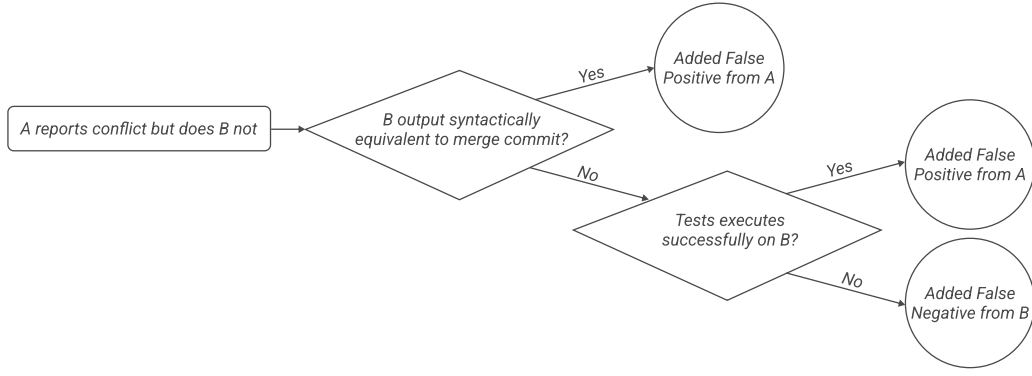 A reports conflict but does B not
B output syntactically
equivalent to merge commit?
Yes
Added False
Positive from A
No
Tests executes
successfully on B?
Yes
Added False
Positive from A
No
Added False
Negative from B